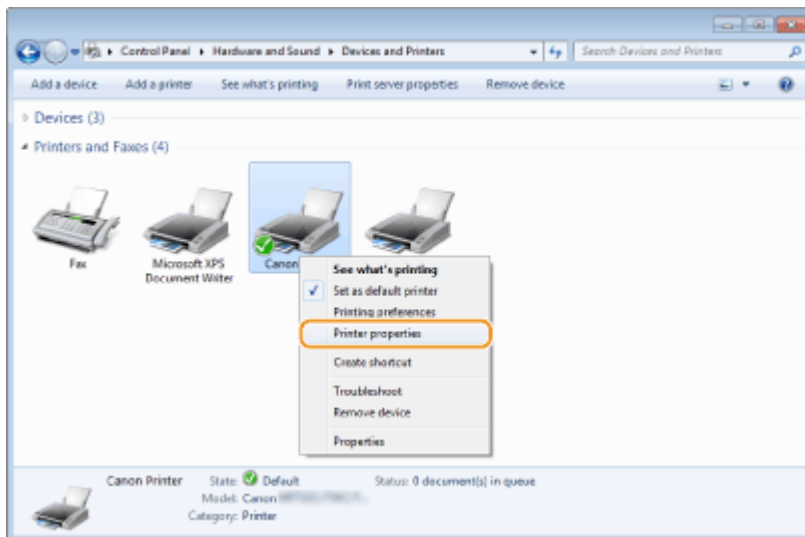 Control Panel ▸ Hardware and Sound ▸ Devices and Printers
Search Devices and Printers
Add a device Add a printer See what's printing Print server properties Remove device
Devices (3)
Printers and Faxes (4)
Fax
Microsoft XPS
Document Writer
Canon
See what's printing
Set as default printer
Printing preferences
Printer properties
Create shortcut
Troubleshoot
Remove device
Properties
Canon Printer State: Default Status: 0 document(s) in queue
Model: Canon
Category: Printer